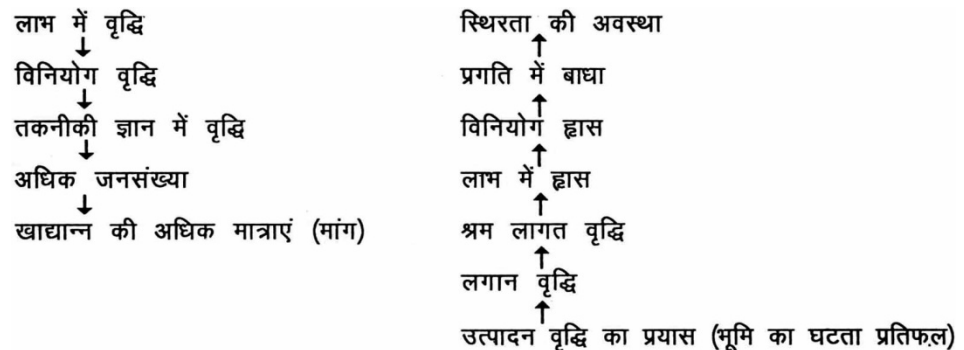 लाभ में वृद्धि
↓
विनियोग वृद्धि
↓
तकनीकी ज्ञान में वृद्धि
↓
अधिक जनसंख्या
↓
खाद्यान्न की अधिक मात्राएं (मांग)
स्थिरता की अवस्था
↑
प्रगति में बाधा
↑
विनियोग ह्रास
↑
लाभ में ह्रास
↑
श्रम लागत वृद्धि
↑
लगान वृद्धि
↑
उत्पादन वृद्धि का प्रयास (भूमि का घटता प्रतिफल)